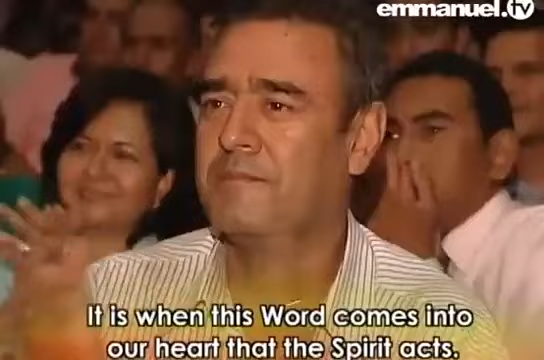 emmanuel.tv
It is when this Word comes into
our heart that the Spirit acts.